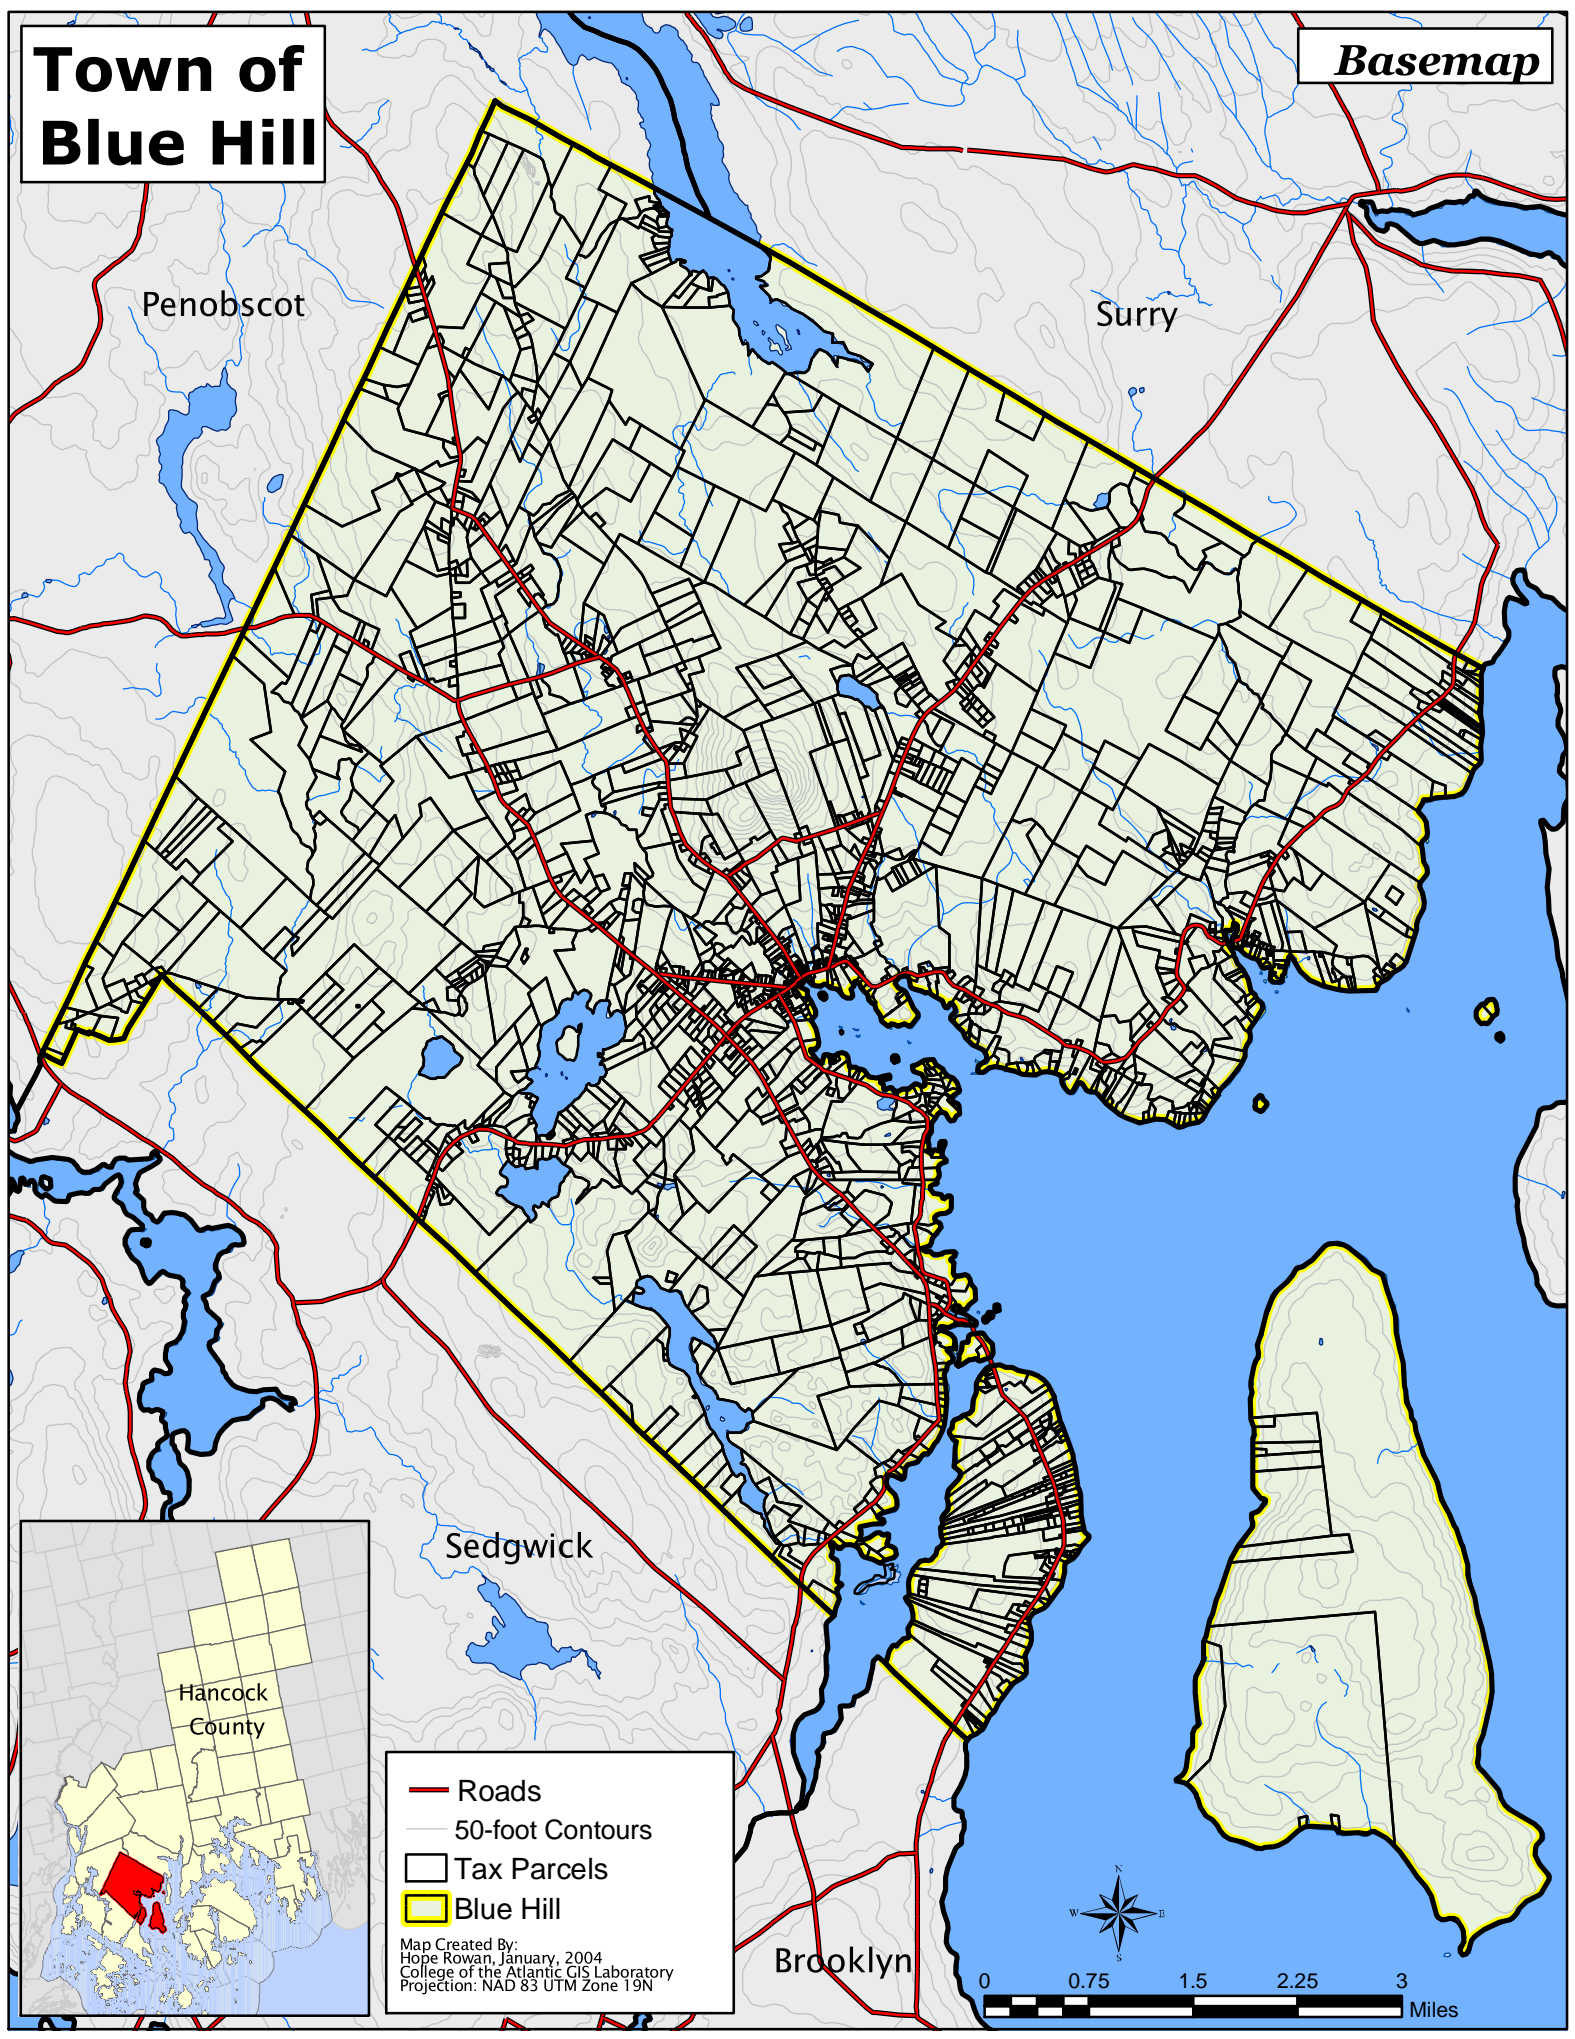 Town of
Blue Hill
Basemap
Penobscot
Surry
Sedgwick
Hancock
County
Roads
50-foot Contours
Tax Parcels
Blue Hill
Map Created By:
Hope Rowan, January, 2004
College of the Atlantic GIS Laboratory
Projection: NAD 83 UTM Zone 19N
Brooklyn
N
W E
S
0 0.75 1.5 2.25 3
Miles